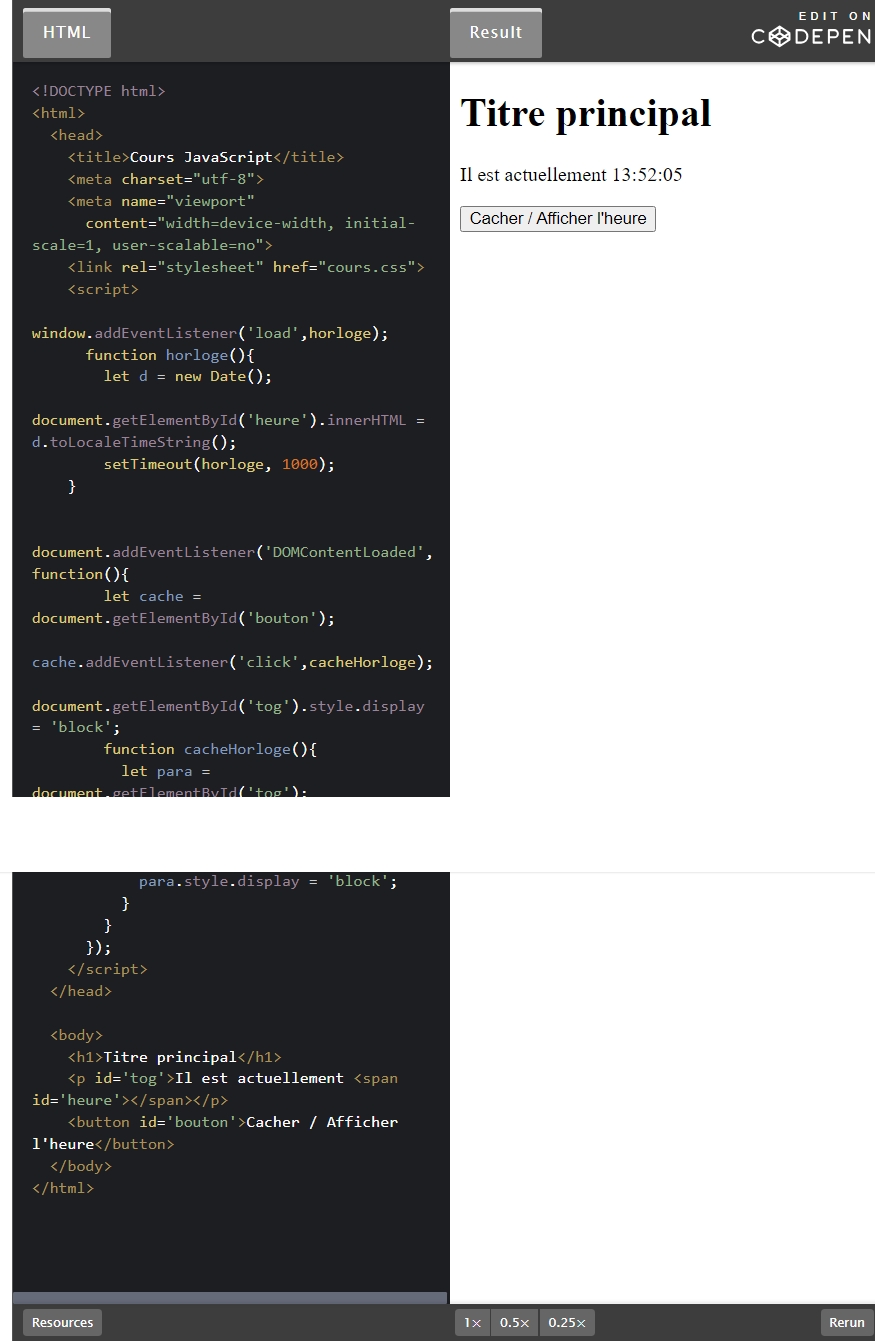 HTML
Result
EDIT ON
CODEPEN
<!DOCTYPE html>
<html>
<head>
<title>Cours JavaScript</title>
<meta charset="utf-8">
<meta name="viewport"
content="width=device-width, initial-
scale=1, user-scalable=no">
<link rel="stylesheet" href="cours.css">
<script>
window.addEventListener('load',horloge);
function horloge(){
let d = new Date();
document.getElementById('heure').innerHTML =
d.toLocaleTimeString();
setTimeout(horloge, 1000);
}
document.addEventListener('DOMContentLoaded',
function(){
let cache =
document.getElementById('bouton');
cache.addEventListener('click',cacheHorloge);
document.getElementById('tog').style.display
= 'block';
function cacheHorloge(){
let para =
document.getElementById('tog');
para.style.display = 'block';
}
}
});
</script>
</head>
<body>
<h1>Titre principal</h1>
<p id='tog'>Il est actuellement <span
id='heure'></span></p>
<button id='bouton'>Cacher / Afficher
l'heure</button>
</body>
</html>
Titre principal
Il est actuellement 13:52:05
Cacher / Afficher l'heure
Resources
1× 0.5× 0.25×
Rerun